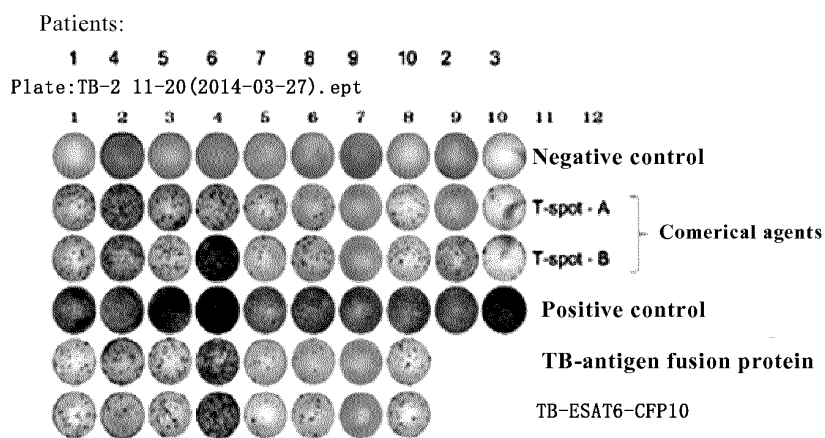 Patients:
1 4 5 6 7 8 9 10 2 3
Plate:TB-2 11-20(2014-03-27).ept
1 2 3 4 5 6 7 8 9 10 11 12
Negative control
T-spot - A
Comerical agents
T-spot - B
Positive control
TB-antigen fusion protein
TB-ESAT6-CFP10